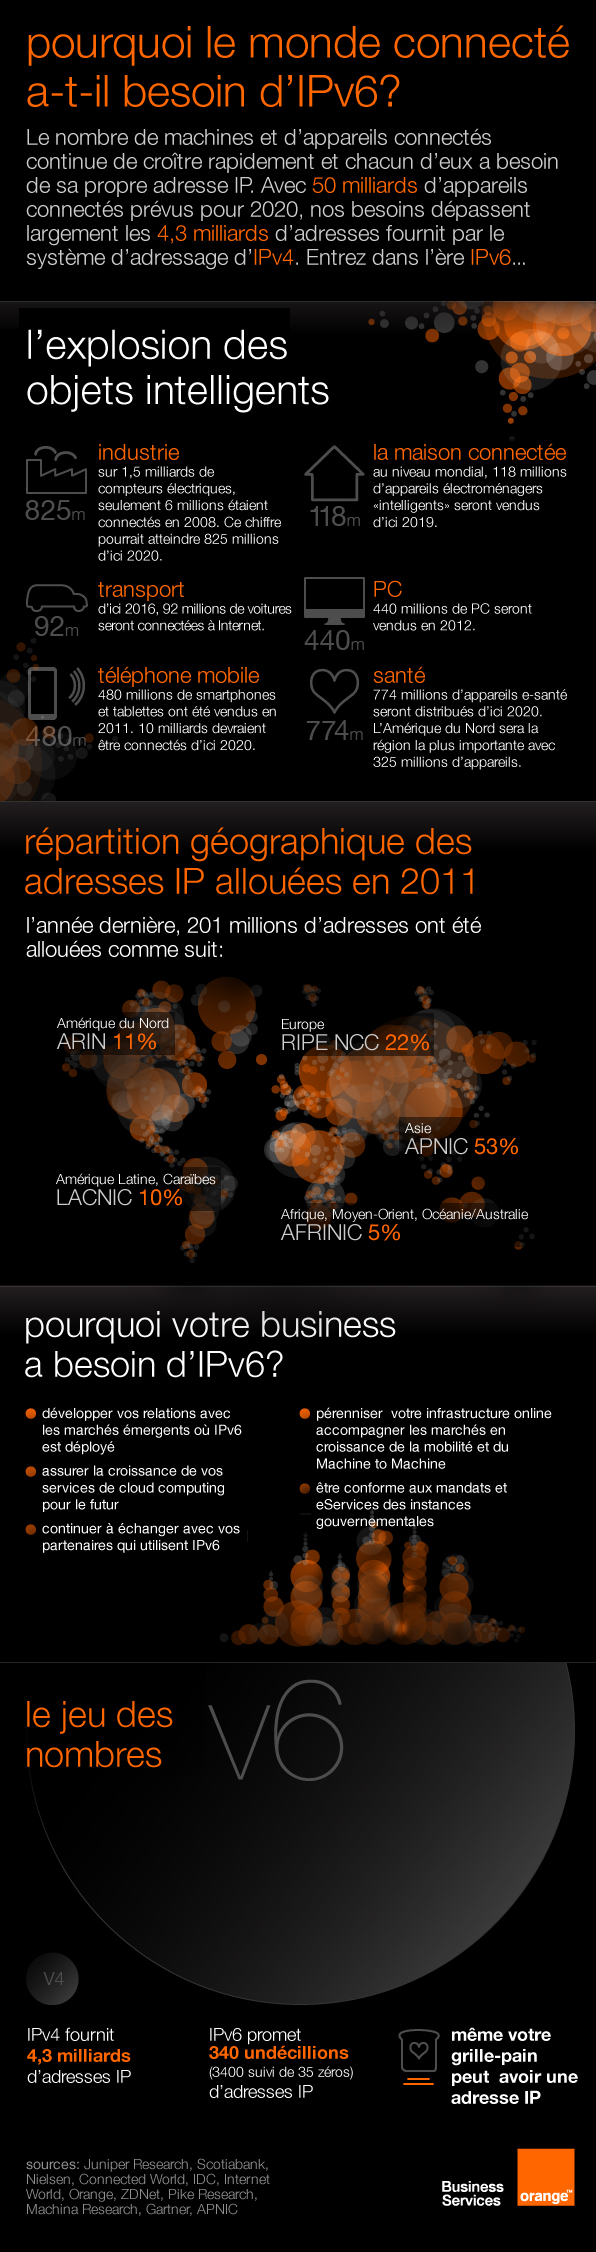 pourquoi le monde connecté
a-t-il besoin d'IPv6?
Le nombre de machines et d'appareils connectés
continue de croître rapidement et chacun d'eux a besoin
de sa propre adresse IP. Avec 50 milliards d'appareils
connectés prévus pour 2020, nos besoins dépassent
largement les 4,3 milliards d'adresses fournit par le
système d'adressage d'IPv4. Entrez dans l'ère IPv6...
l'explosion des
objets intelligents
industrie
sur 1,5 milliards de
compteurs électriques,
seulement 6 millions étaient
connectés en 2008. Ce chiffre
pourrait atteindre 825 millions
d'ici 2020.
825m
la maison connectée
au niveau mondial, 118 millions
d'appareils électroménagers
«intelligents» seront vendus
d'ici 2019.
118m
transport
d'ici 2016, 92 millions de voitures
seront connectées à Internet.
92m
PC
440 millions de PC seront
vendus en 2012.
440m
téléphone mobile
480 millions de smartphones
et tablettes ont été vendus en
2011. 10 milliards devraient
être connectés d'ici 2020.
480m
santé
774 millions d'appareils e-santé
seront distribués d'ici 2020.
L'Amérique du Nord sera la
région la plus importante avec
325 millions d'appareils.
774m
répartition géographique des
adresses IP allouées en 2011
l'année dernière, 201 millions d'adresses ont été
allouées comme suit:
Amérique du Nord
ARIN 11%
Europe
RIPE NCC 22%
Asie
APNIC 53%
Amérique Latine, Caraïbes
LACNIC 10%
Afrique, Moyen-Orient, Océanie/Australie
AFRINIC 5%
pourquoi votre business
a besoin d'IPv6?
développer vos relations avec
les marchés émergents où IPv6
est déployé
assurer la croissance de vos
services de cloud computing
pour le futur
continuer à échanger avec vos
partenaires qui utilisent IPv6
pérenniser votre infrastructure online
accompagner les marchés en
croissance de la mobilité et du
Machine to Machine
être conforme aux mandats et
eServices des instances
gouvernementales
le jeu des
nombres
v6
V4
IPv4 fournit
4,3 milliards
d'adresses IP
IPv6 promet
340 undécillions
(3400 suivi de 35 zéros)
d'adresses IP
même votre
grille-pain
peut avoir une
adresse IP
sources: Juniper Research, Scotiabank,
Nielsen, Connected World, IDC, Internet
World, Orange, ZDNet, Pike Research,
Machina Research, Gartner, APNIC
Business
Services
orange™